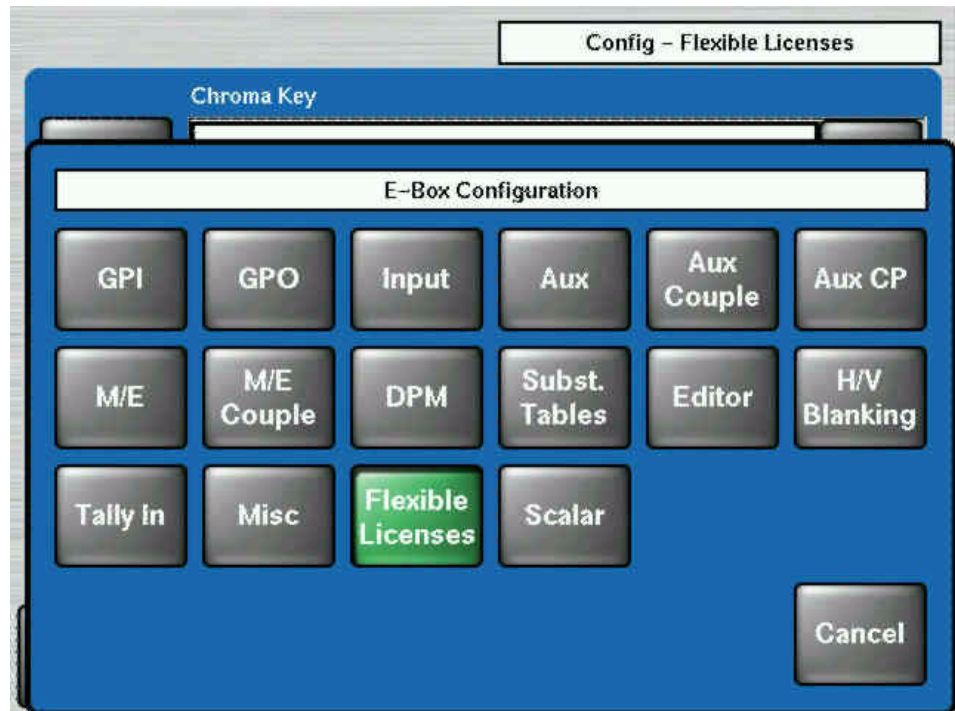 Config – Flexible Licenses
Chroma Key
E-Box Configuration
GPI
GPO
Input
Aux
Aux
Couple
Aux CP
M/E
M/E
Couple
DPM
Subst.
Tables
Editor
H/V
Blanking
Tally In
Misc
Flexible
Licenses
Scalar
Cancel